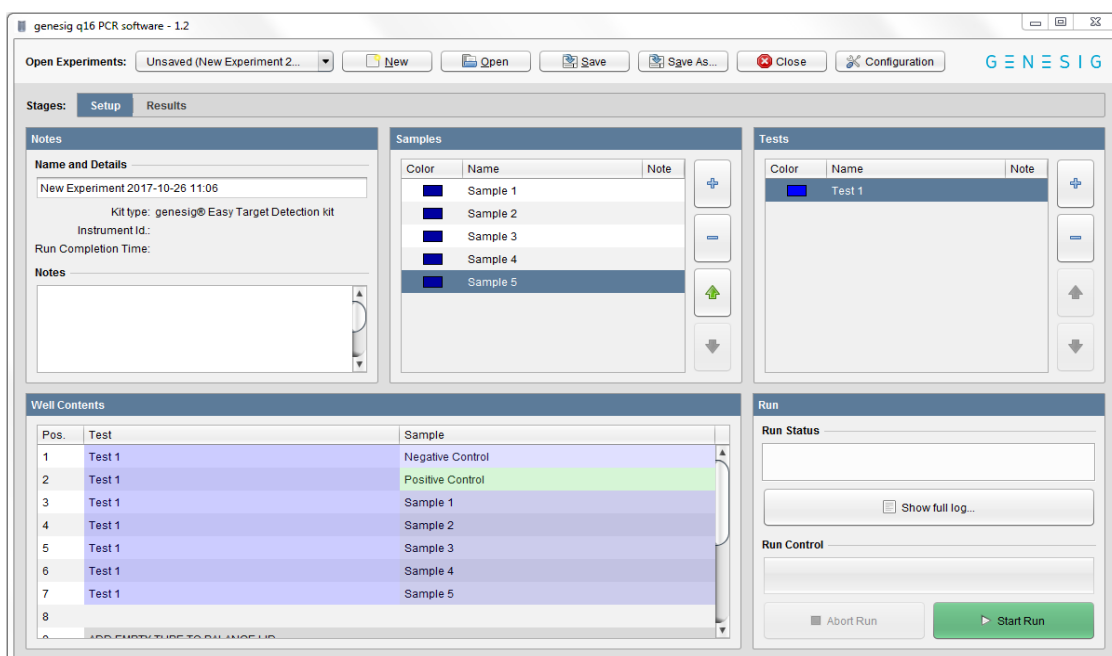 genesig q16 PCR software - 1.2
Open Experiments: Unsaved (New Experiment 2... New Open Save Save As... Close Configuration GENESIG
Stages: Setup Results
Notes
Name and Details
New Experiment 2017-10-26 11:06
Kit type: genesig® Easy Target Detection kit
Instrument Id.:
Run Completion Time:
Notes
Samples
Color Name Note
Sample 1
Sample 2
Sample 3
Sample 4
Sample 5
Tests
Color Name Note
Test 1
Well Contents
Pos. Test Sample
1 Test 1 Negative Control
2 Test 1 Positive Control
3 Test 1 Sample 1
4 Test 1 Sample 2
5 Test 1 Sample 3
6 Test 1 Sample 4
7 Test 1 Sample 5
8
ADD EMPTY TUBE TO BALANCE LID
Run
Run Status
Show full log...
Run Control
Abort Run Start Run